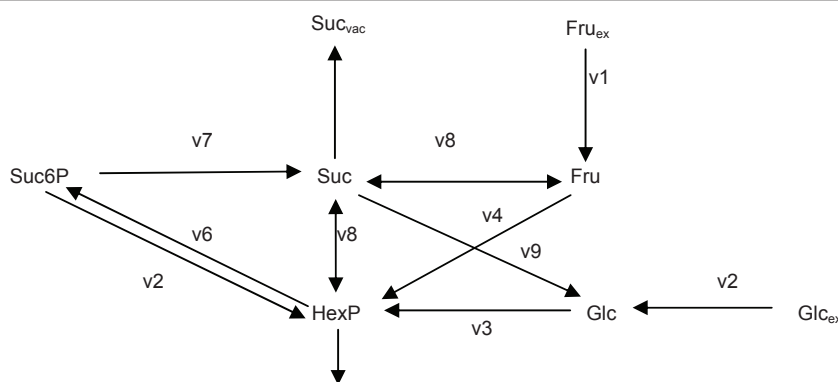 Suc_vac
Fru_ex
v1
v7
v8
Suc6P
Suc
Fru
v4
v6
v8
v9
v2
v2
HexP
v3
Glc
Glc_ex